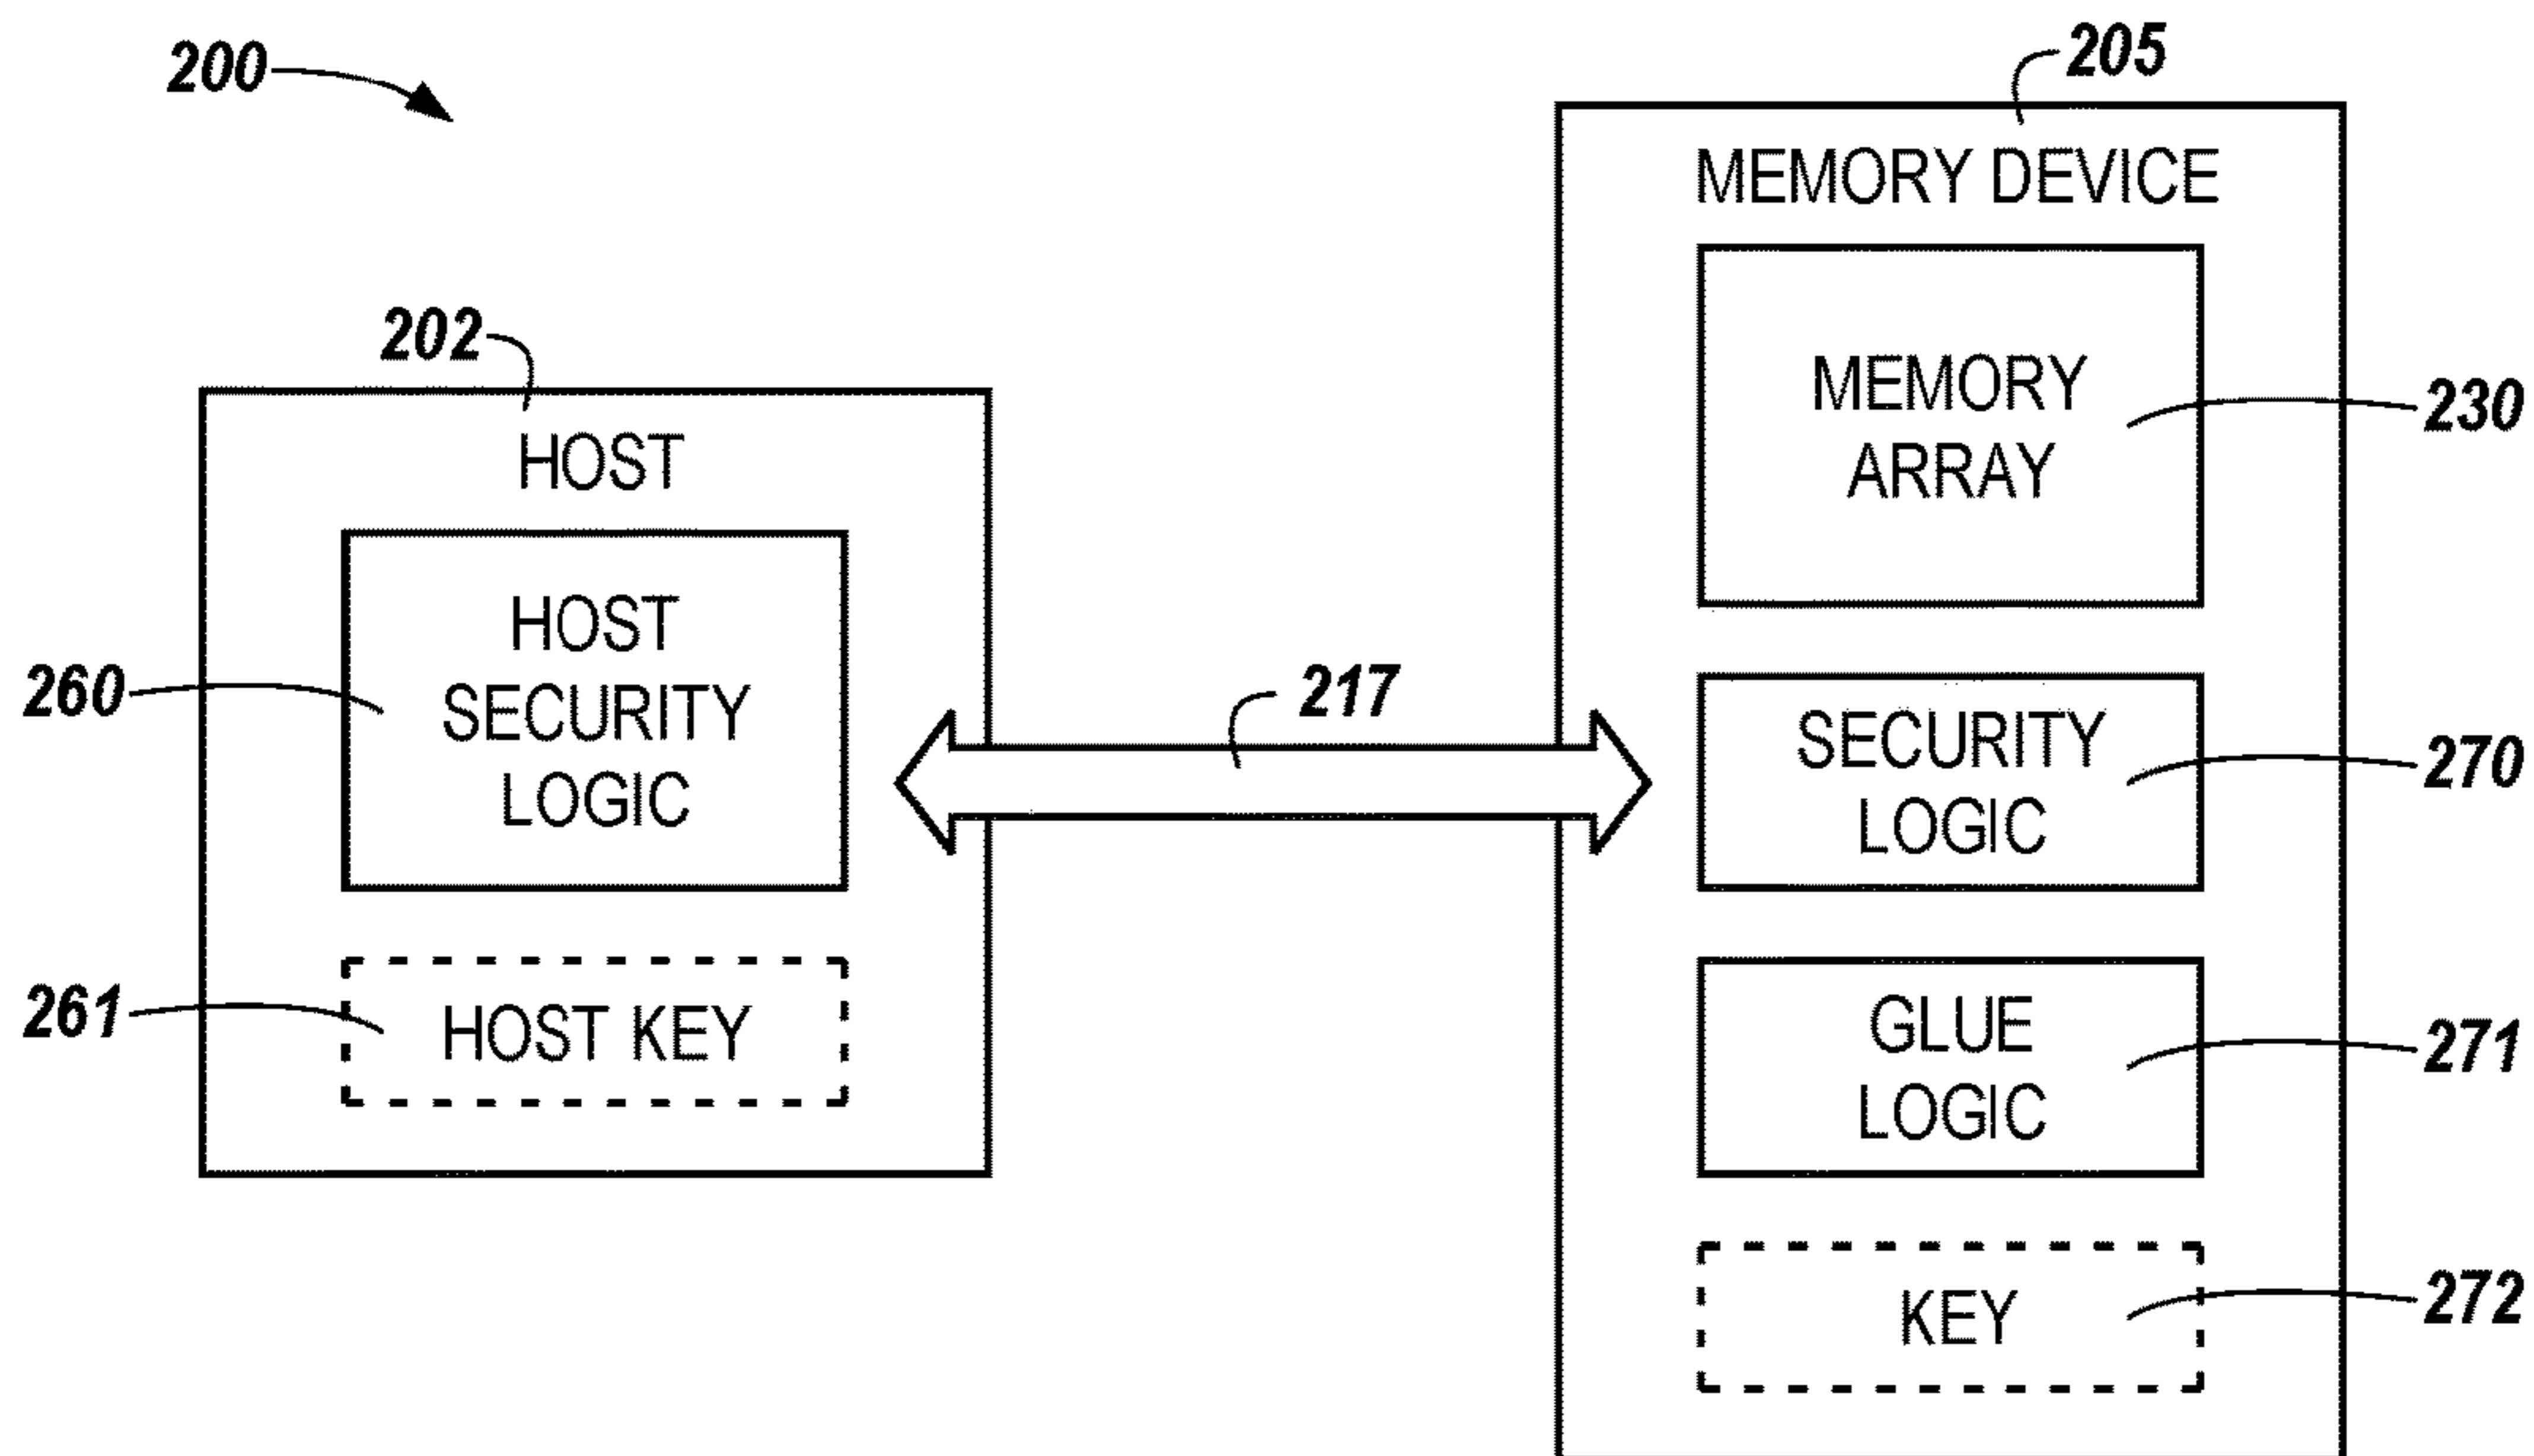 200
205
MEMORY DEVICE
MEMORY
ARRAY
230
202
HOST
HOST
SECURITY
LOGIC
260
217
SECURITY
LOGIC
270
HOST KEY
261
GLUE
LOGIC
271
KEY
272